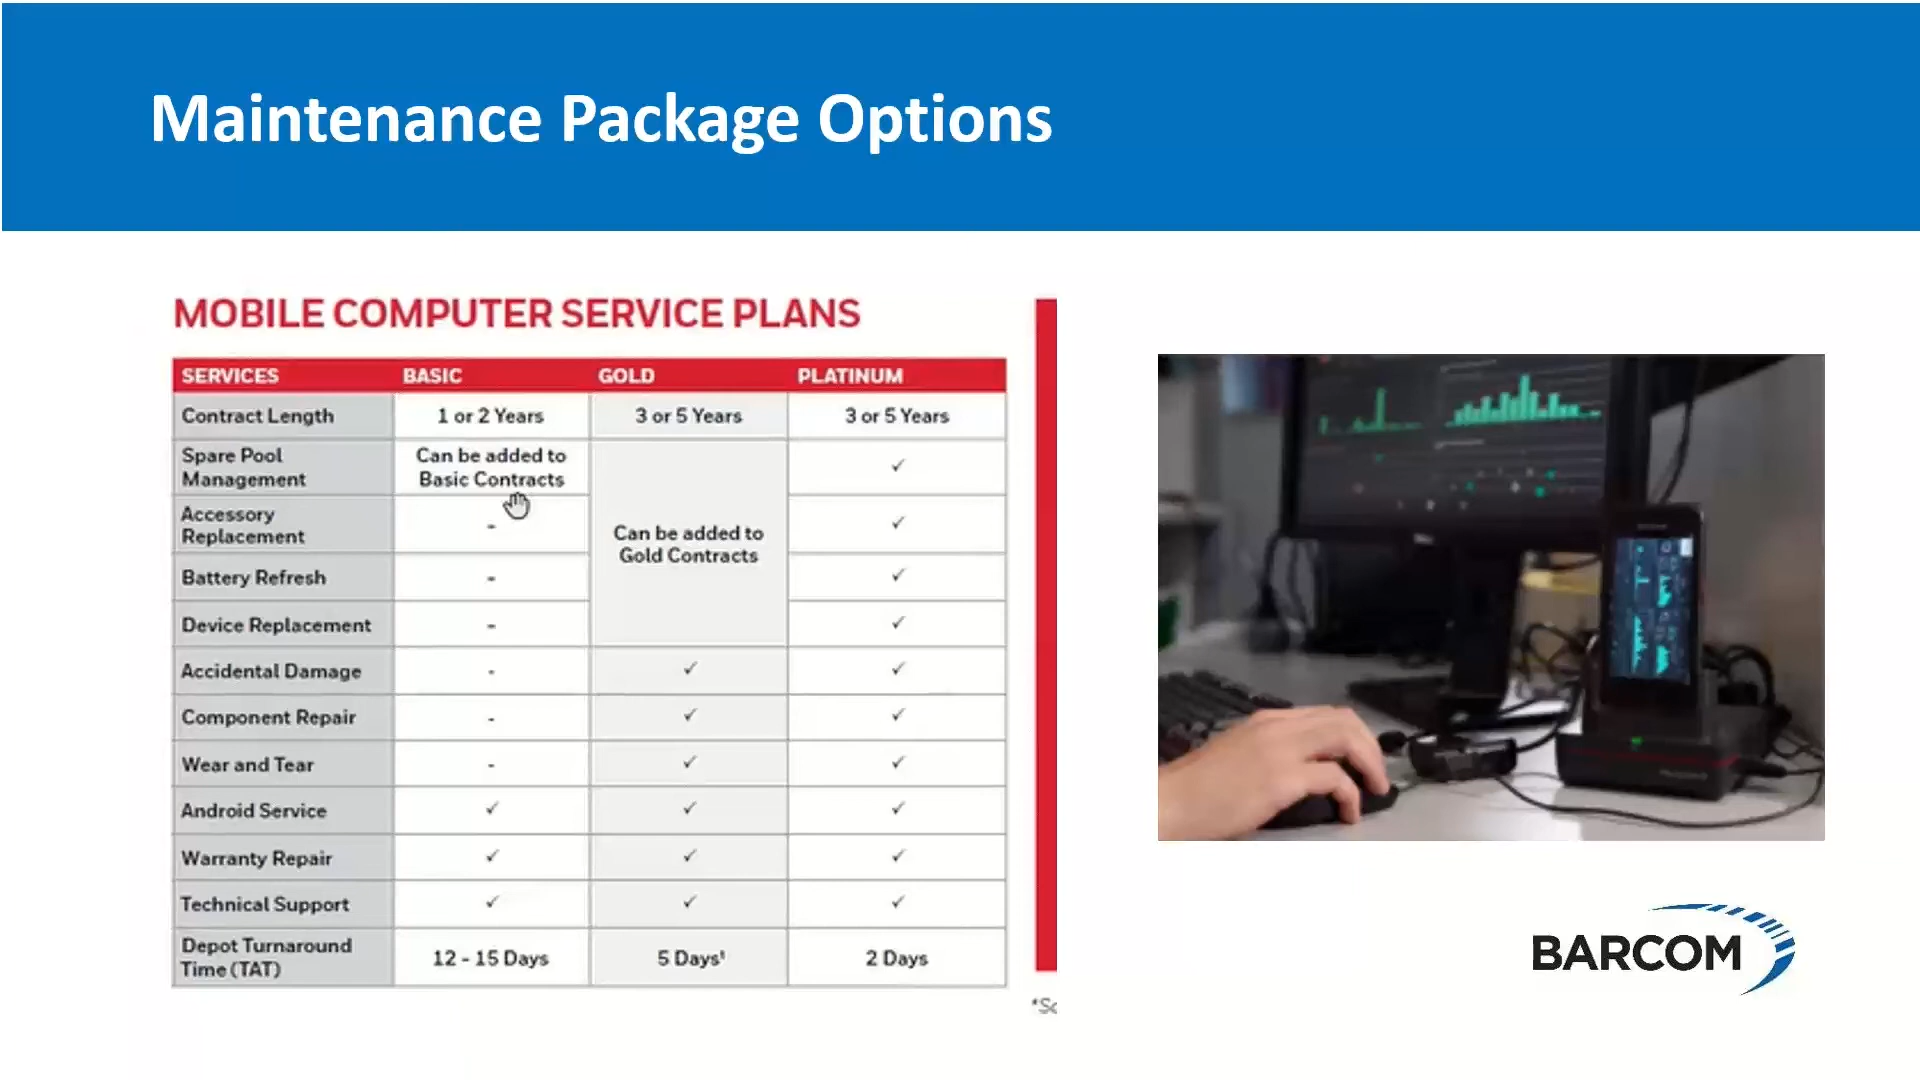 Maintenance Package Options
MOBILE COMPUTER SERVICE PLANS
SERVICES BASIC GOLD PLATINUM
Contract Length 1 or 2 Years 3 or 5 Years 3 or 5 Years
Spare Pool
Management
Can be added to
Basic Contracts
✓
Accessory
Replacement
-
✓
Can be added to
Gold Contracts
Battery Refresh - ✓
Device Replacement - ✓
Accidental Damage - ✓ ✓
Component Repair - ✓ ✓
Wear and Tear - ✓ ✓
Android Service ✓ ✓ ✓
Warranty Repair ✓ ✓ ✓
Technical Support ✓ ✓ ✓
Depot Turnaround
Time (TAT)
12 - 15 Days 5 Days¹ 2 Days
BARCOM